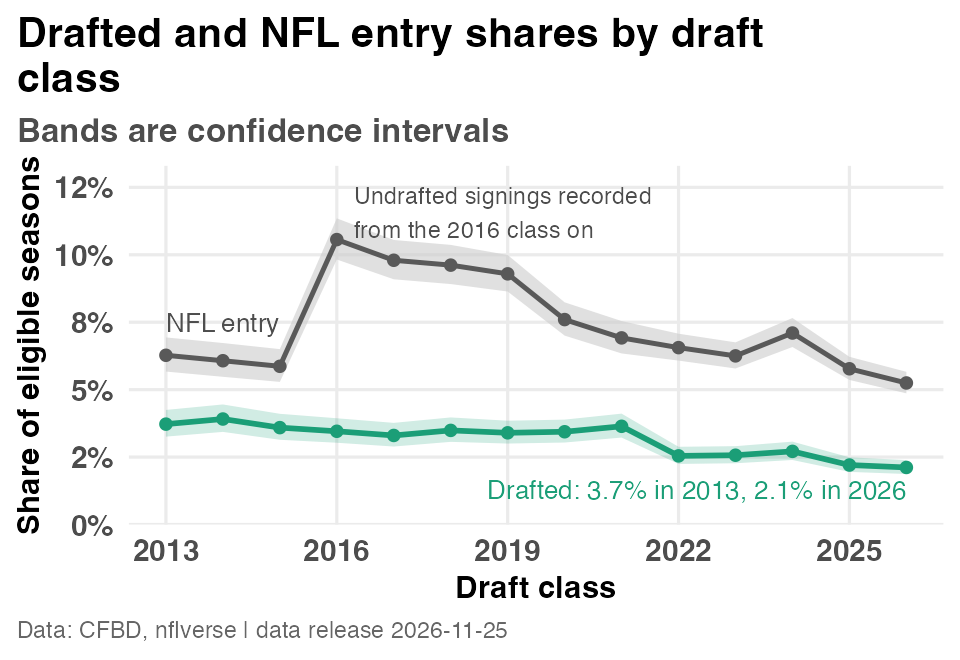 Drafted and NFL entry shares by draft
class
Bands are confidence intervals
Share of eligible seasons
12%
10%
8%
5%
2%
0%
Undrafted signings recorded
from the 2016 class on
NFL entry
Drafted: 3.7% in 2013, 2.1% in 2026
2013
2016
2019
2022
2025
Draft class
Data: CFBD, nflverse | data release 2026-11-25